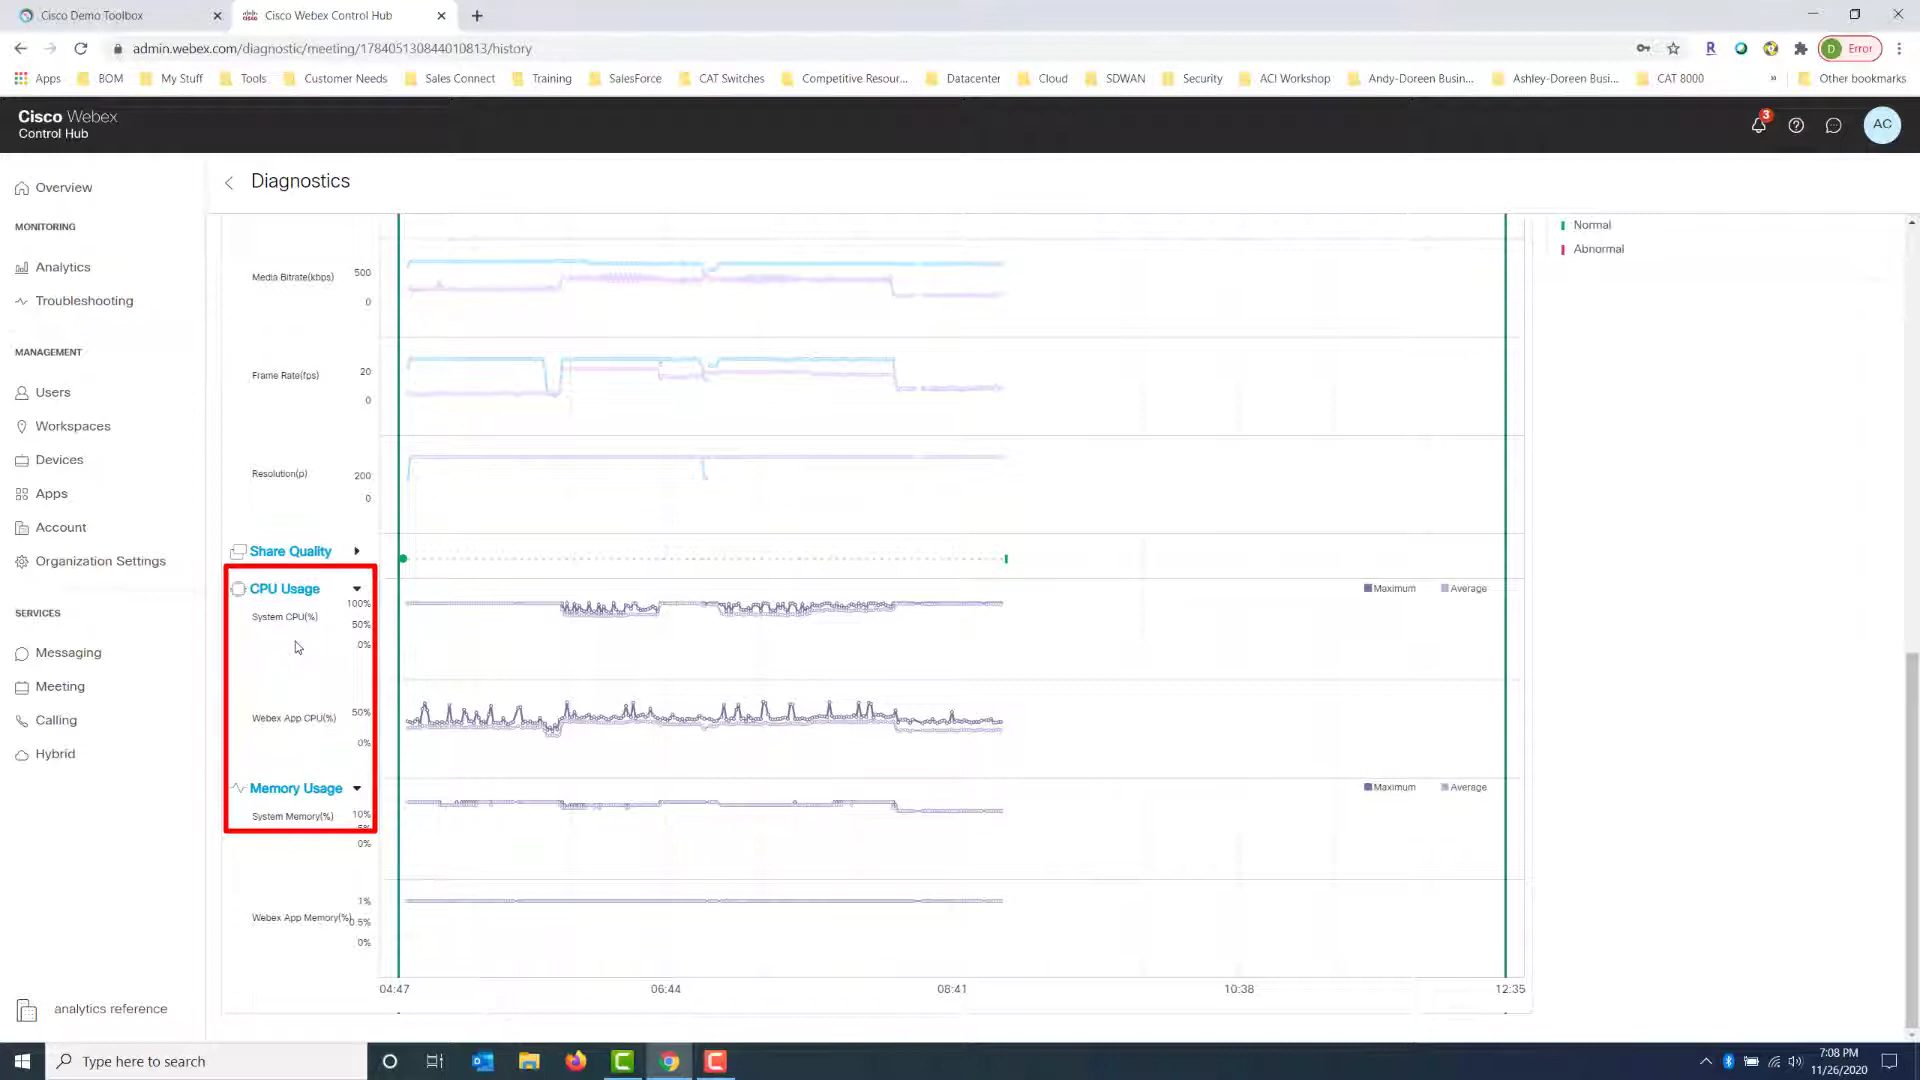 Cisco Demo Toolbox
Cisco Webex Control Hub
admin.webex.com/diagnostic/meeting/178405130844010813/history
D Error
Apps BOM My Stuff Tools Customer Needs Sales Connect Training SalesForce CAT Switches Competitive Resour... Datacenter Cloud SDWAN Security ACI Workshop Andy-Doreen Busin... Ashley-Doreen Busi... CAT 8000 » Other bookmarks
Cisco Webex
Control Hub
3
AC
Overview
MONITORING
Analytics
Troubleshooting
MANAGEMENT
Users
Workspaces
Devices
Apps
Account
Organization Settings
SERVICES
Messaging
Meeting
Calling
Hybrid
analytics reference
Diagnostics
Normal
Abnormal
Media Bitrate(kbps) 500
0
Frame Rate(fps) 20
0
Resolution(p) 200
0
Share Quality
CPU Usage
Maximum Average
100%
System CPU(%)
50%
0%
Webex App CPU(%) 50%
0%
Memory Usage
Maximum Average
System Memory(%) 10%
5%
0%
1%
Webex App Memory(%) 0.5%
0%
04:47 06:44 08:41 10:38 12:35
Type here to search
7:08 PM
11/26/2020